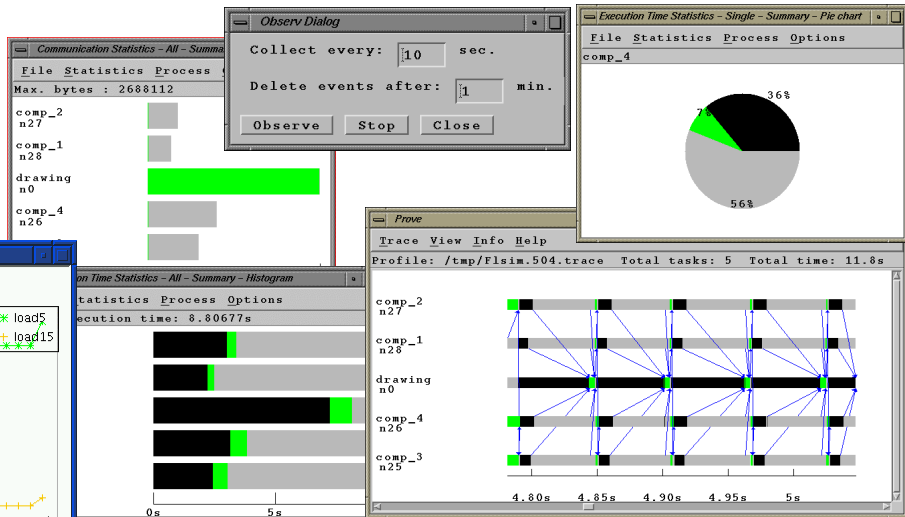 Observ Dialog
Collect every: 10 sec.
Delete events after: 1 min.
Observe Stop Close
Execution Time Statistics – Single – Summary – Pie chart
File Statistics Process Options
comp_4
36%
7%
56%
Communication Statistics – All – Summa
File Statistics Process
Max. bytes : 2688112
comp_2
n27
comp_1
n28
drawing
n0
comp_4
n26
load5
load15
on Time Statistics – All – Summary – Histogram
tatistics Process Options
ecution time: 8.80677s
0s 5s
Prove
Trace View Info Help
Profile: /tmp/Flsim.504.trace Total tasks: 5 Total time: 11.8s
comp_2
n27
comp_1
n28
drawing
n0
comp_4
n26
comp_3
n25
4.80s 4.85s 4.90s 4.95s 5s